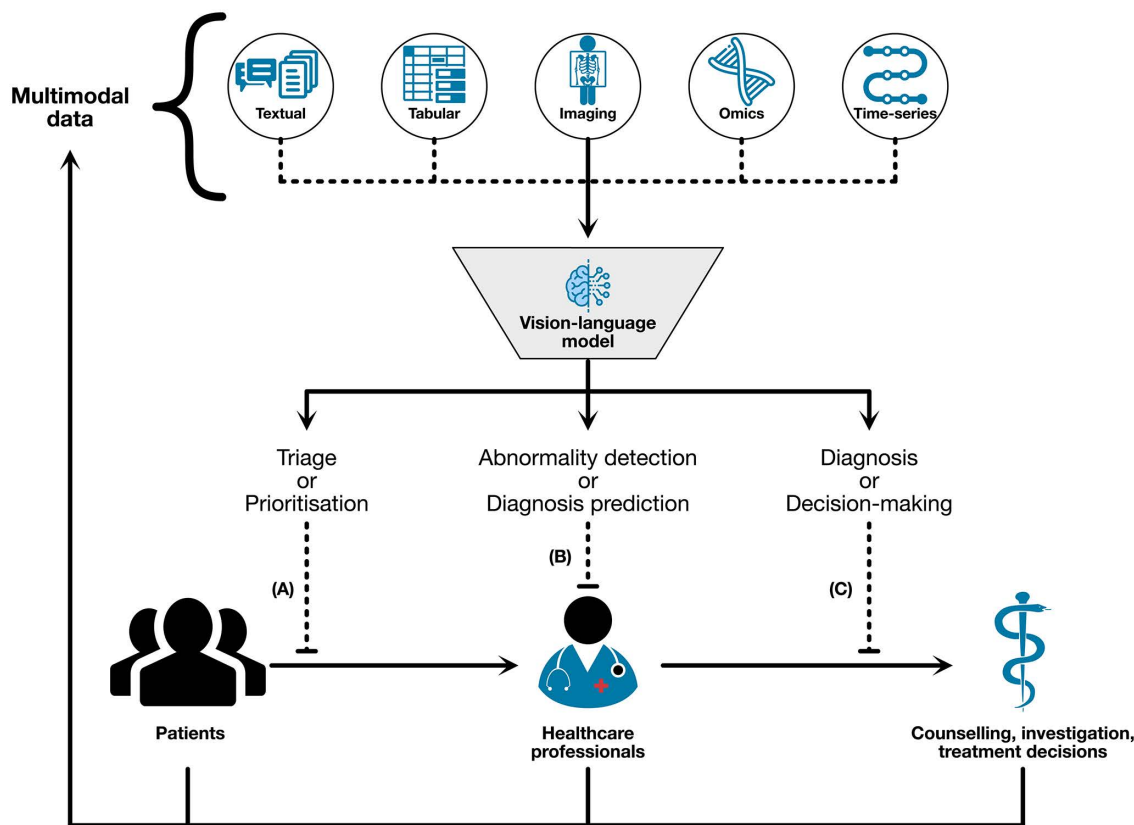 Multimodal
data
Textual
Tabular
Imaging
Omics
Time-series
Vision-language
model
Triage
or
Prioritisation
Abnormality detection
or
Diagnosis prediction
Diagnosis
or
Decision-making
(A)
(B)
(C)
Patients
Healthcare
professionals
Counselling, investigation,
treatment decisions